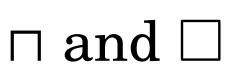 ⊓ and □